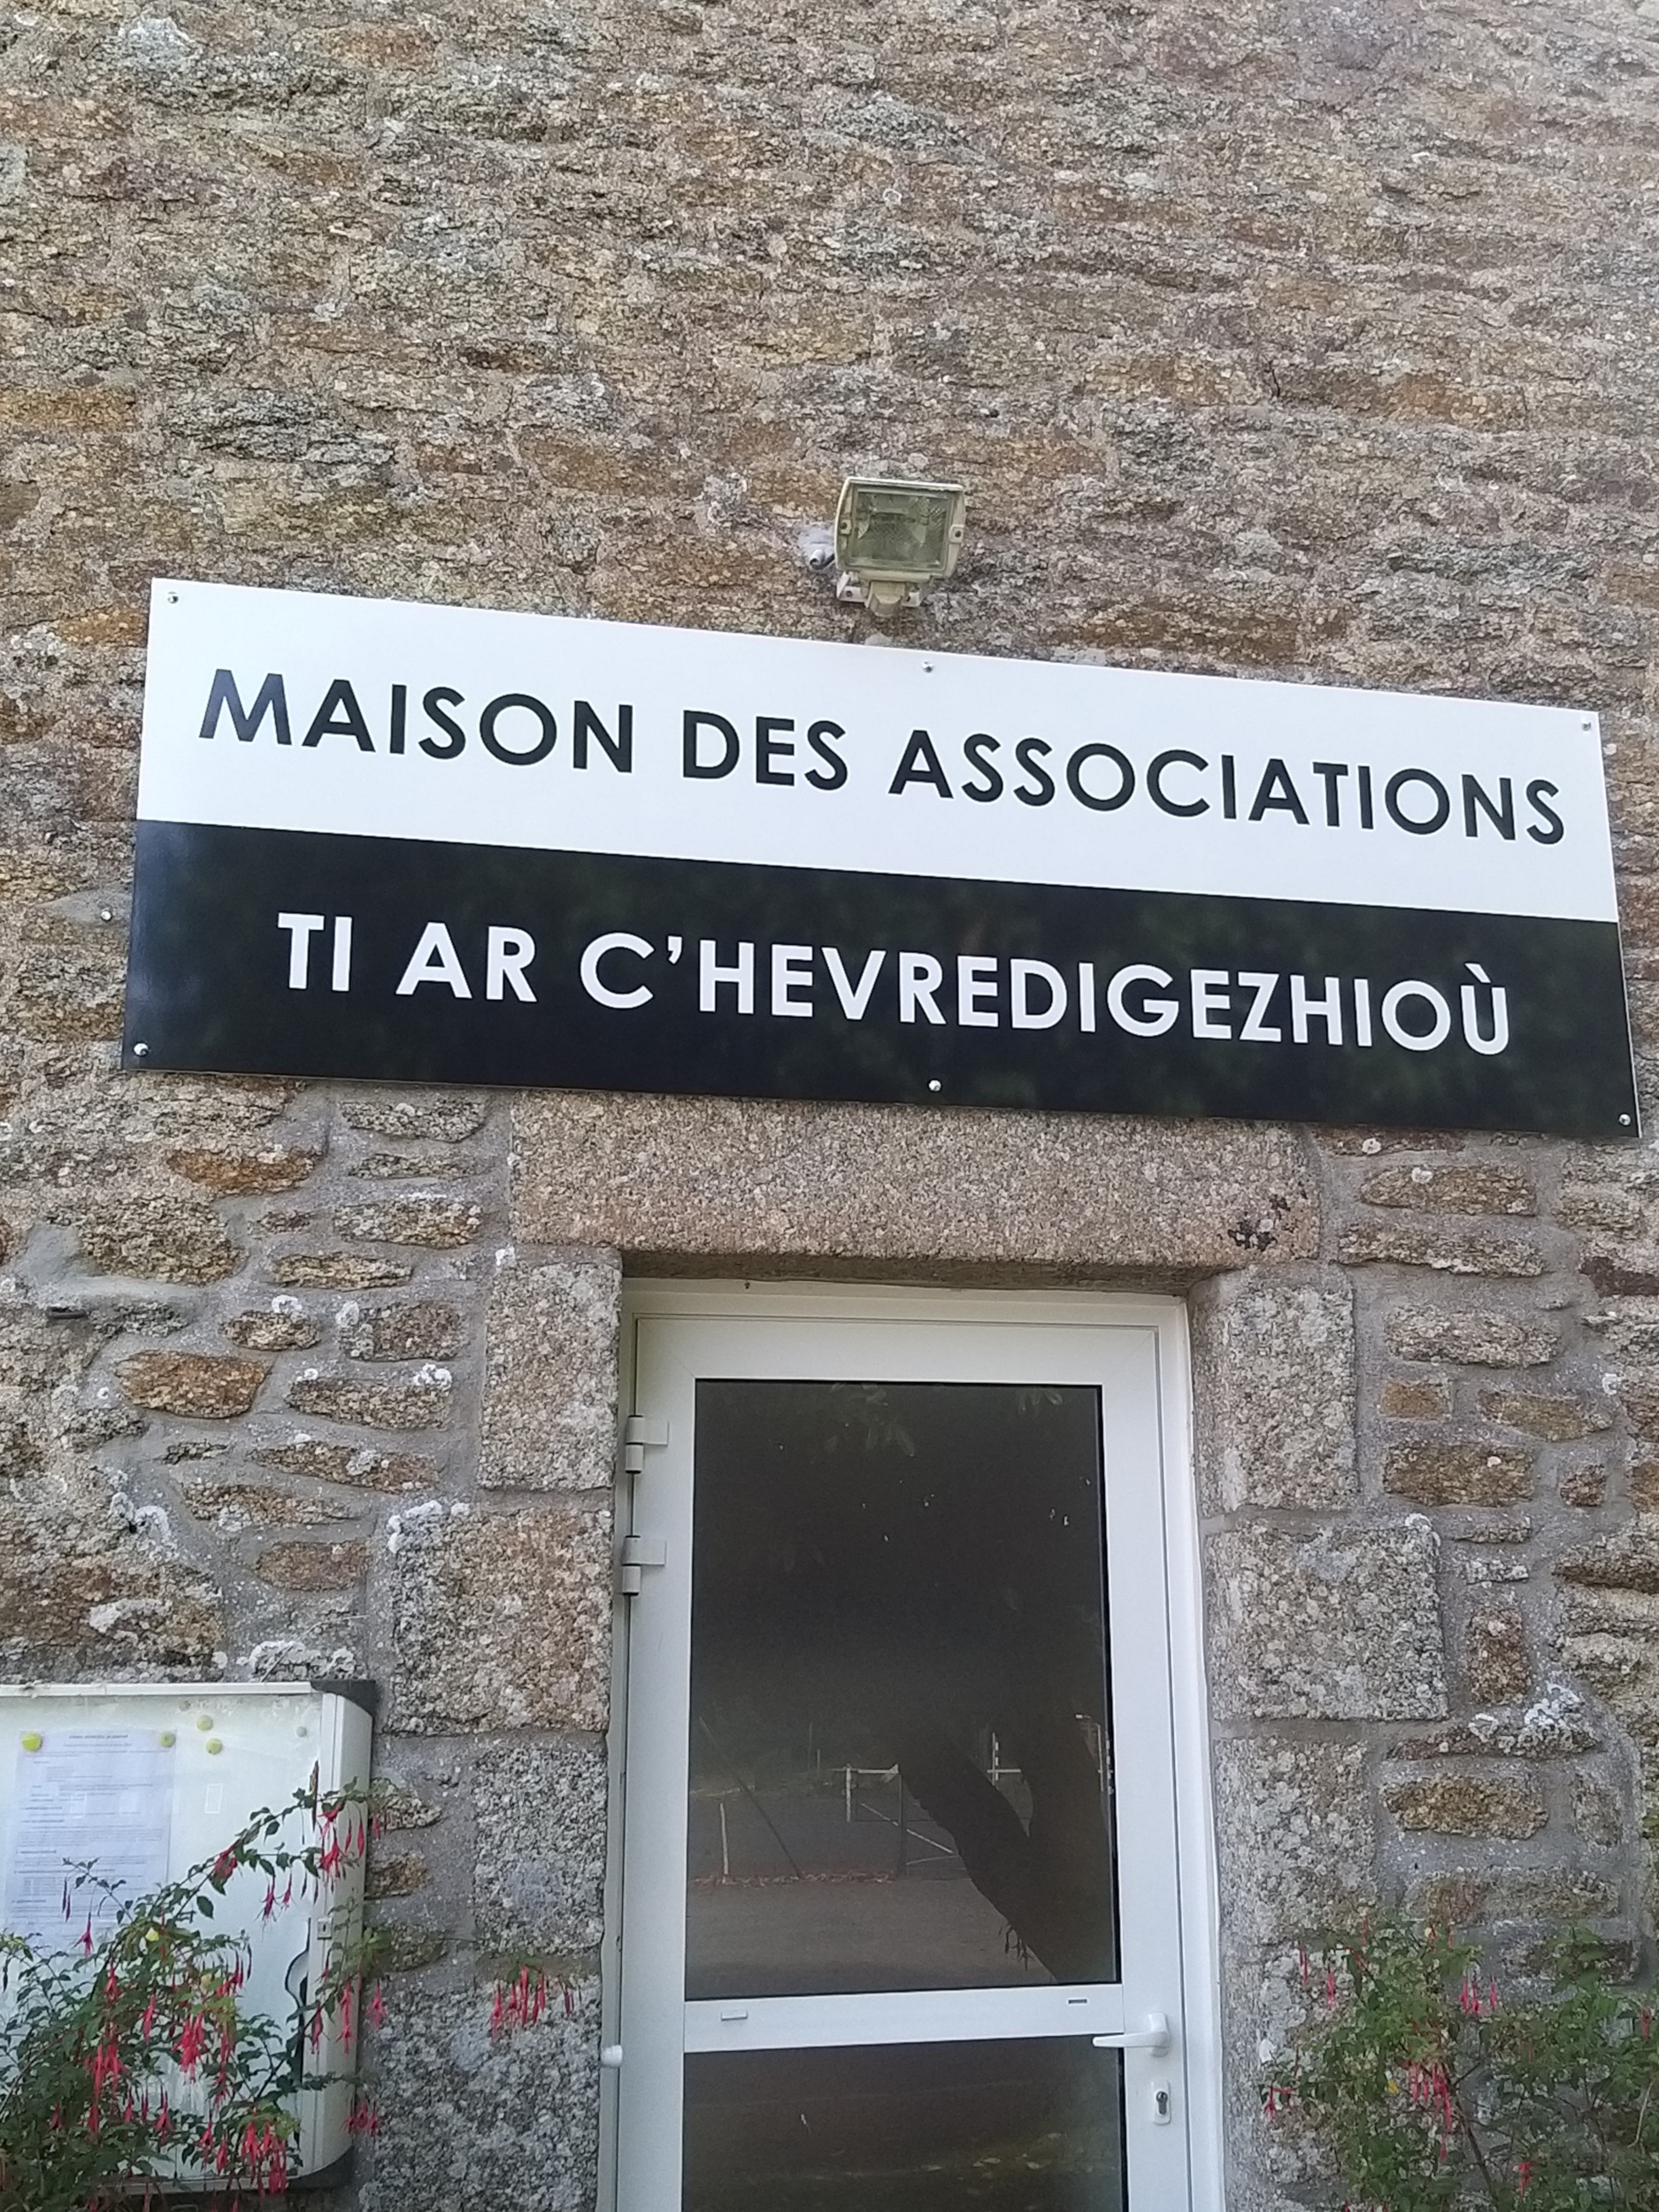 MAISON DES ASSOCIATIONS
TI AR C'HEVREDIGEZHIOÙ